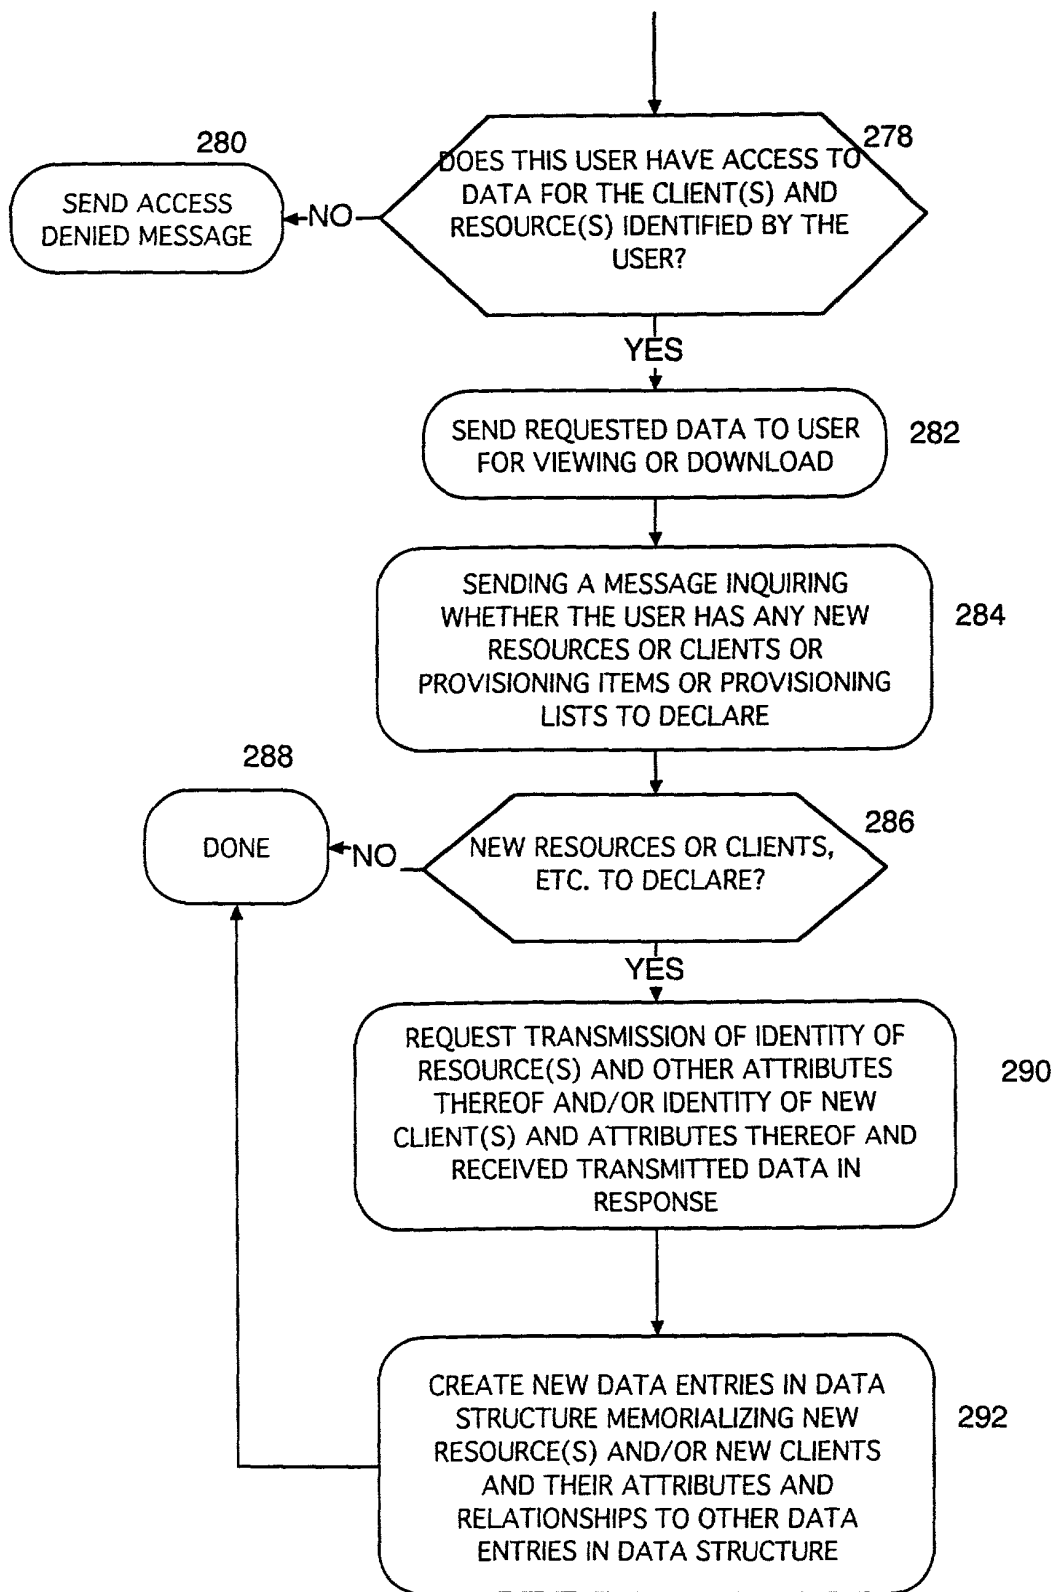 278
DOES THIS USER HAVE ACCESS TO
DATA FOR THE CLIENT(S) AND
RESOURCE(S) IDENTIFIED BY THE
USER?
280
SEND ACCESS
DENIED MESSAGE
NO
YES
SEND REQUESTED DATA TO USER
FOR VIEWING OR DOWNLOAD
282
SENDING A MESSAGE INQUIRING
WHETHER THE USER HAS ANY NEW
RESOURCES OR CLIENTS OR
PROVISIONING ITEMS OR PROVISIONING
LISTS TO DECLARE
284
286
NEW RESOURCES OR CLIENTS,
ETC. TO DECLARE?
288
DONE
NO
YES
REQUEST TRANSMISSION OF IDENTITY OF
RESOURCE(S) AND OTHER ATTRIBUTES
THEREOF AND/OR IDENTITY OF NEW
CLIENT(S) AND ATTRIBUTES THEREOF AND
RECEIVED TRANSMITTED DATA IN
RESPONSE
290
CREATE NEW DATA ENTRIES IN DATA
STRUCTURE MEMORIALIZING NEW
RESOURCE(S) AND/OR NEW CLIENTS
AND THEIR ATTRIBUTES AND
RELATIONSHIPS TO OTHER DATA
ENTRIES IN DATA STRUCTURE
292